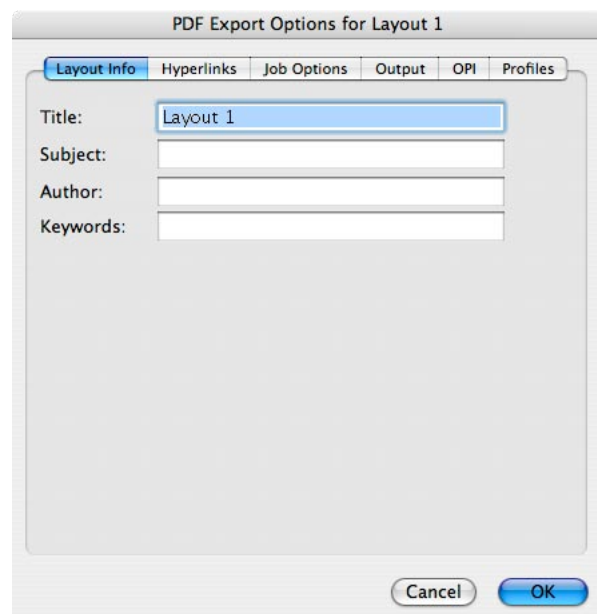 PDF Export Options for Layout 1
Layout Info Hyperlinks Job Options Output OPI Profiles
Title: Layout 1
Subject:
Author:
Keywords:
Cancel OK